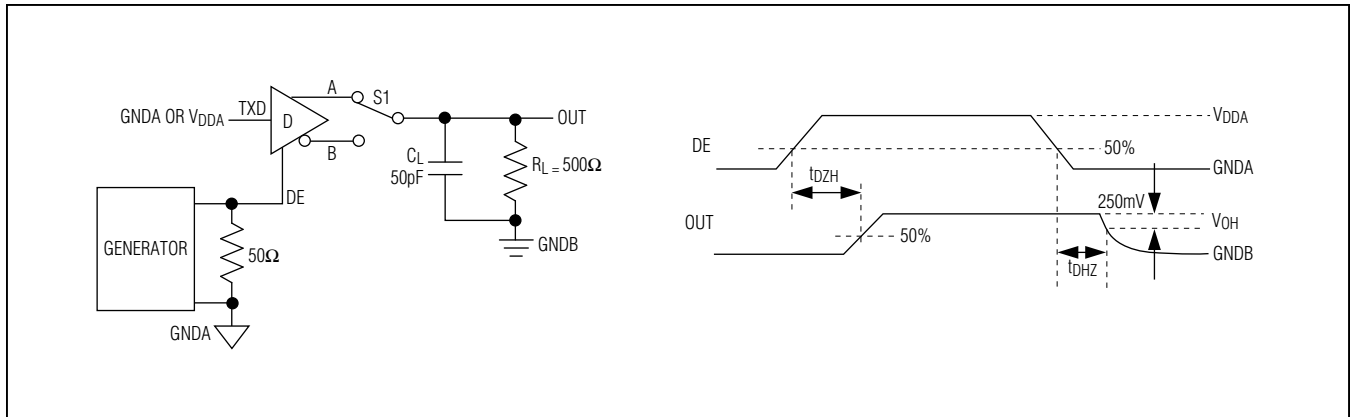 GNDA OR VDDA
TXD
D
A
B
S1
OUT
CL
50pF
RL = 500Ω
GNDB
DE
GENERATOR
50Ω
GNDA
DE
VDDA
50%
GNDA
tDZH
250mV
OUT
50%
VOH
GNDB
tDHZ